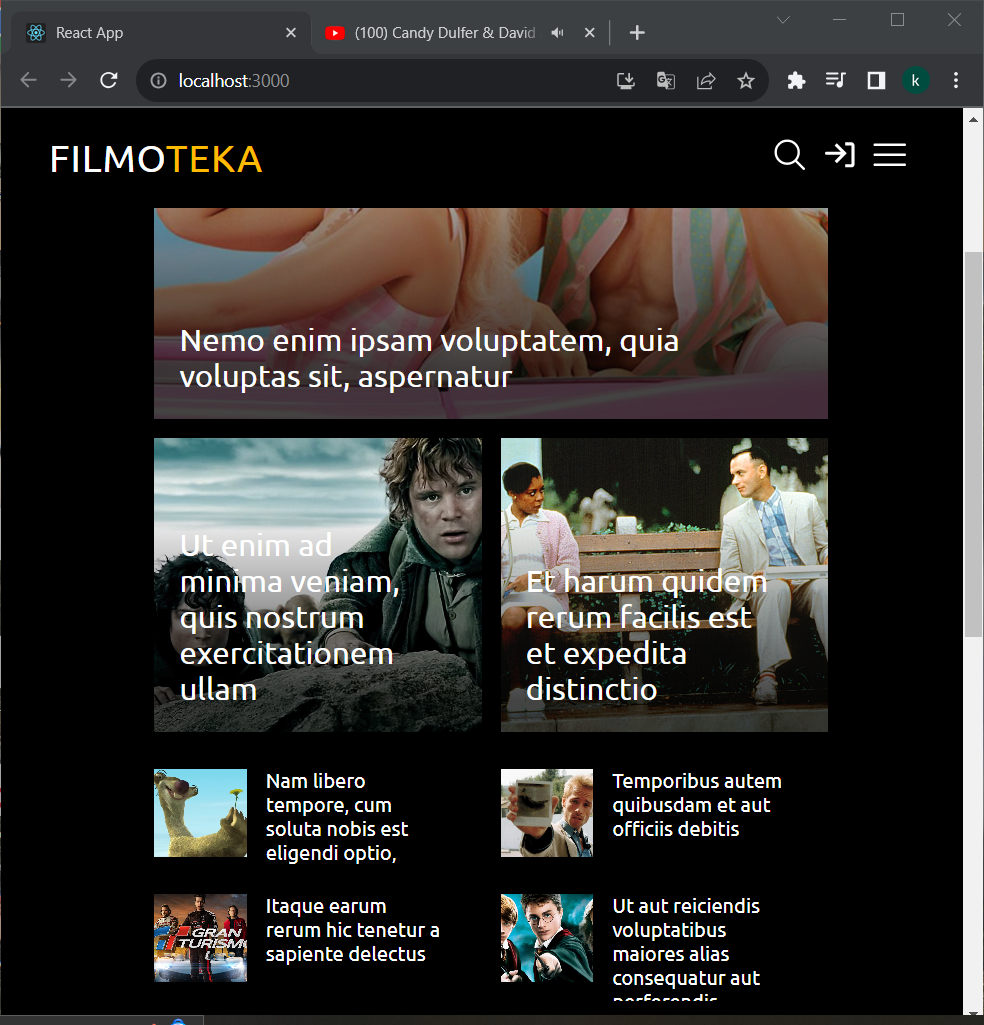 React App
(100) Candy Dulfer & David
localhost:3000
k
FILMOTEKA
Nemo enim ipsam voluptatem, quia
voluptas sit, aspernatur
Ut enim ad
minima veniam,
quis nostrum
exercitationem
ullam
Et harum quidem
rerum facilis est
et expedita
distinctio
Nam libero
tempore, cum
soluta nobis est
eligendi optio,
Temporibus autem
quibusdam et aut
officiis debitis
GRAN
TURISMO
Itaque earum
rerum hic tenetur a
sapiente delectus
Ut aut reiciendis
voluptatibus
maiores alias
consequatur aut
perferendis